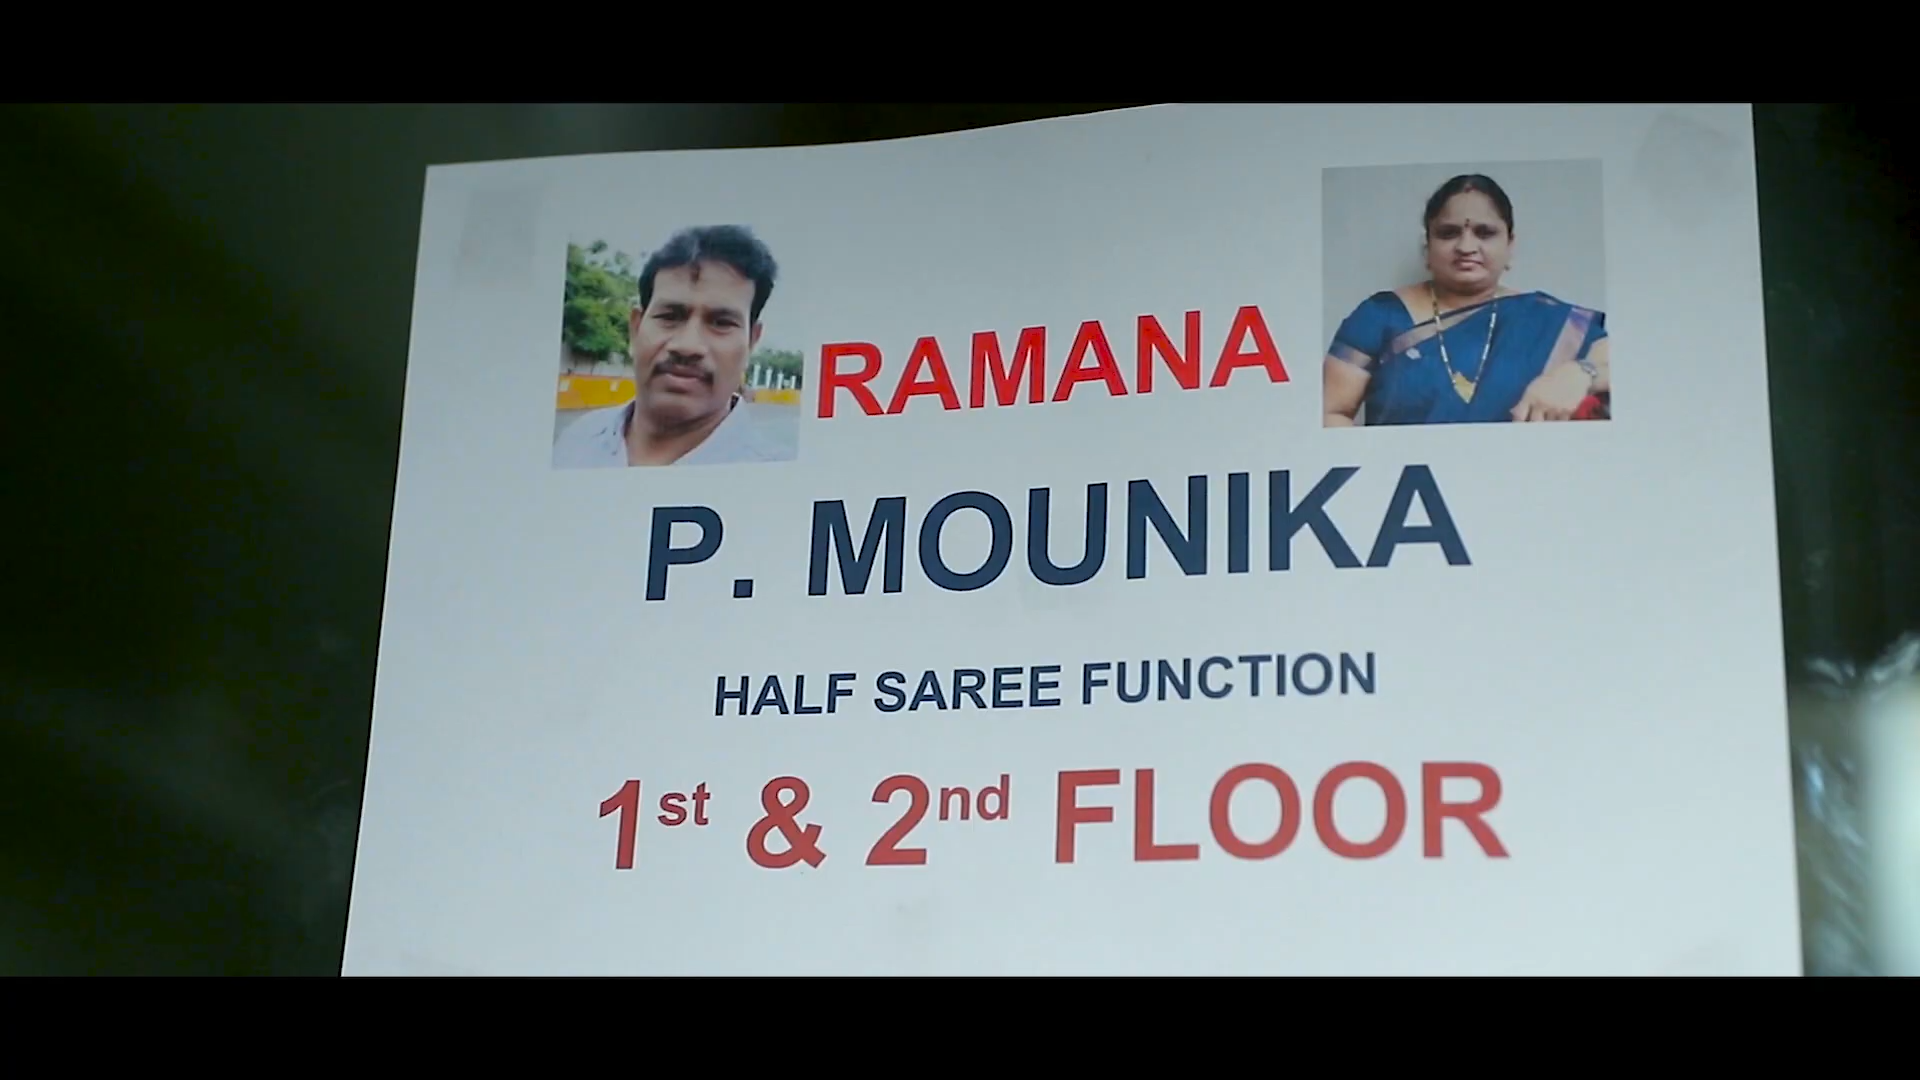 RAMANA
P. MOUNIKA
HALF SAREE FUNCTION
1st & 2nd FLOOR